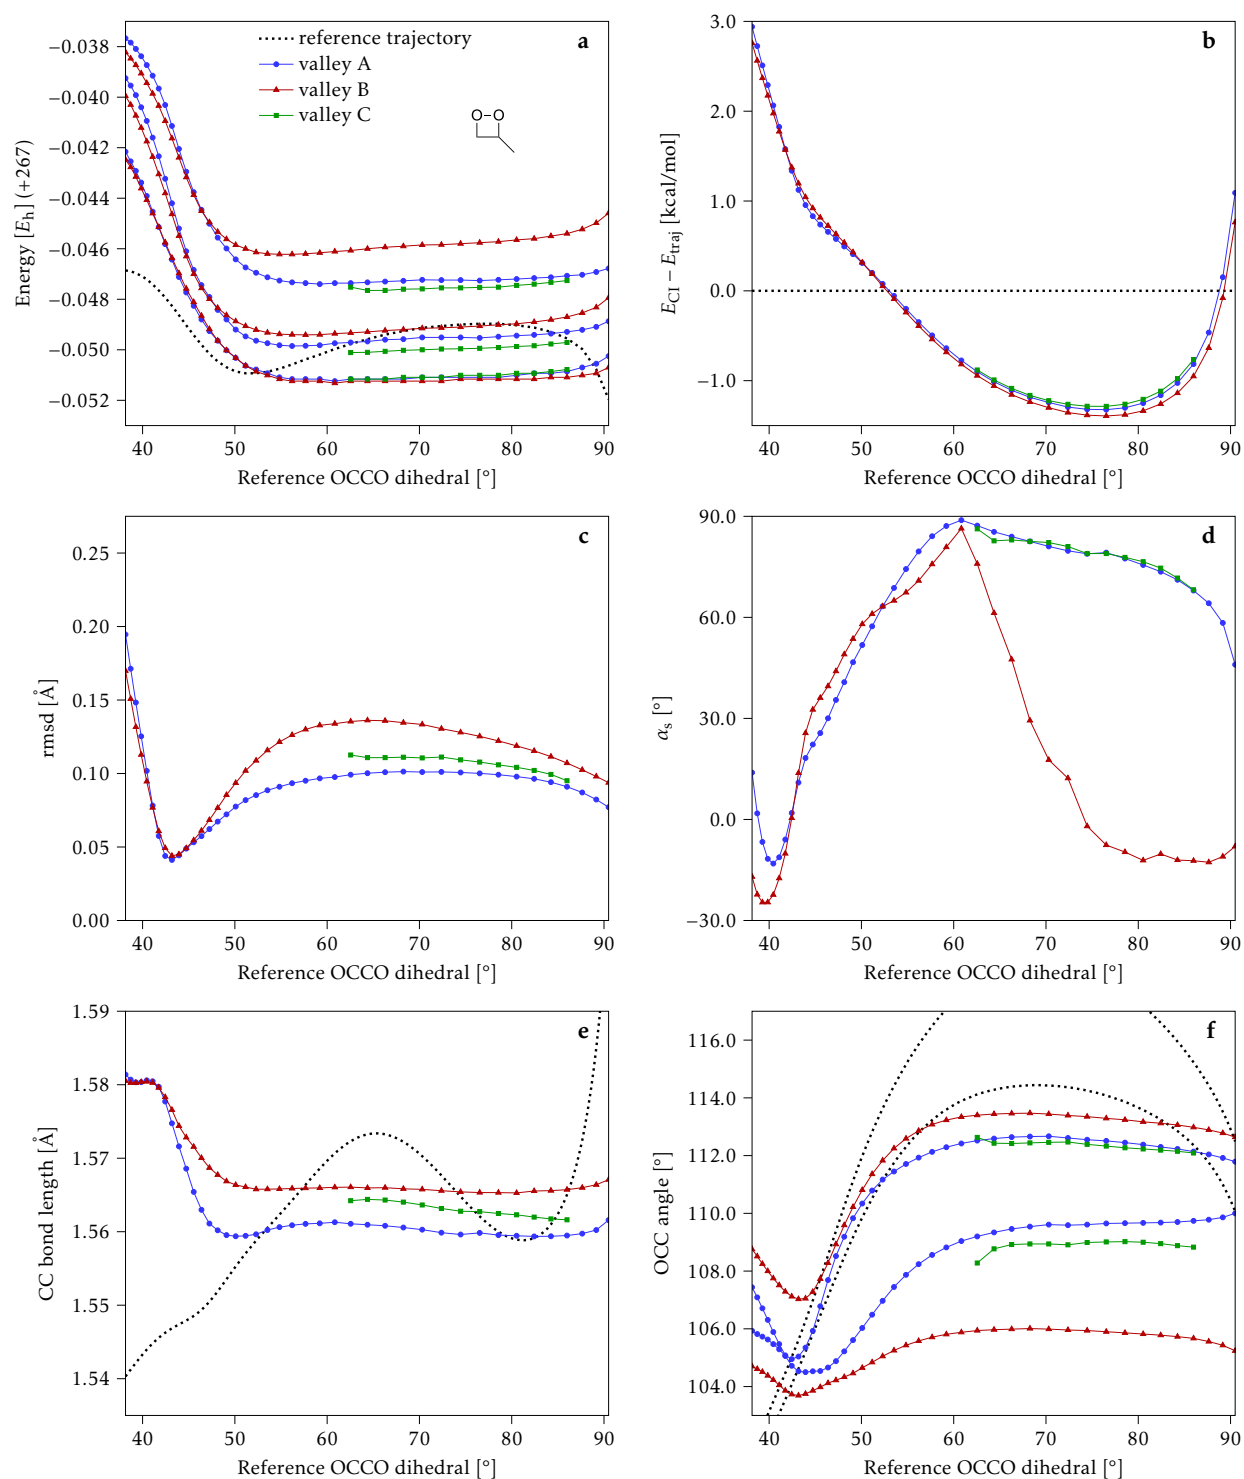 a
reference trajectory
valley A
valley B
valley C
O O
−0.038
−0.040
−0.042
−0.044
−0.046
−0.048
−0.050
−0.052
Energy [Eh] (+267)
40 50 60 70 80 90
Reference OCCO dihedral [°]
b
3.0
2.0
1.0
0.0
−1.0
ECI − Etraj [kcal/mol]
40 50 60 70 80 90
Reference OCCO dihedral [°]
c
0.25
0.20
0.15
0.10
0.05
0.00
rmsd [Å]
40 50 60 70 80 90
Reference OCCO dihedral [°]
d
90.0
60.0
30.0
0.0
−30.0
αs [°]
40 50 60 70 80 90
Reference OCCO dihedral [°]
e
1.59
1.58
1.57
1.56
1.55
1.54
CC bond length [Å]
40 50 60 70 80 90
Reference OCCO dihedral [°]
f
116.0
114.0
112.0
110.0
108.0
106.0
104.0
OCC angle [°]
40 50 60 70 80 90
Reference OCCO dihedral [°]